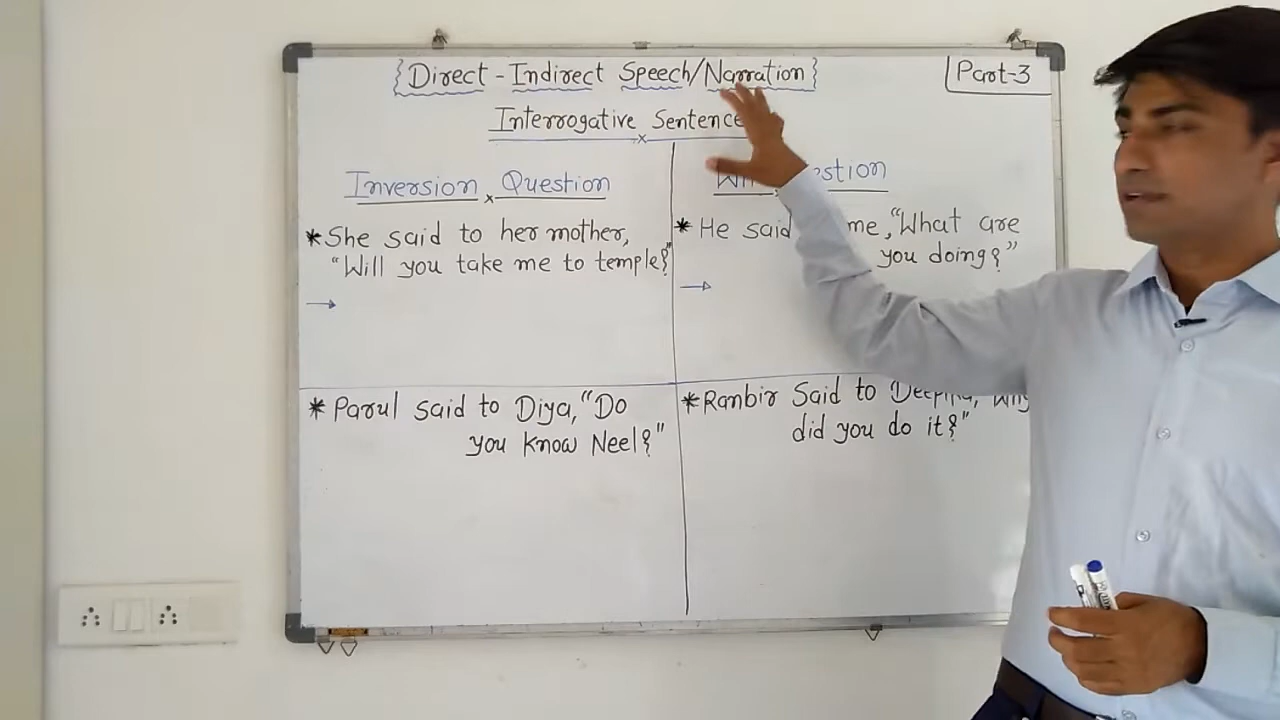 {Direct - Indirect Speech/Narration}
Part-3
Interrogative Sentence
Inversion x Question
* She said to her mother,
"Will you take me to temple?"
→
* He said me, "What are
you doing?"
→
* Parul said to Diya, "Do
you know Neel?"
* Ranbir Said to
did you do it?"